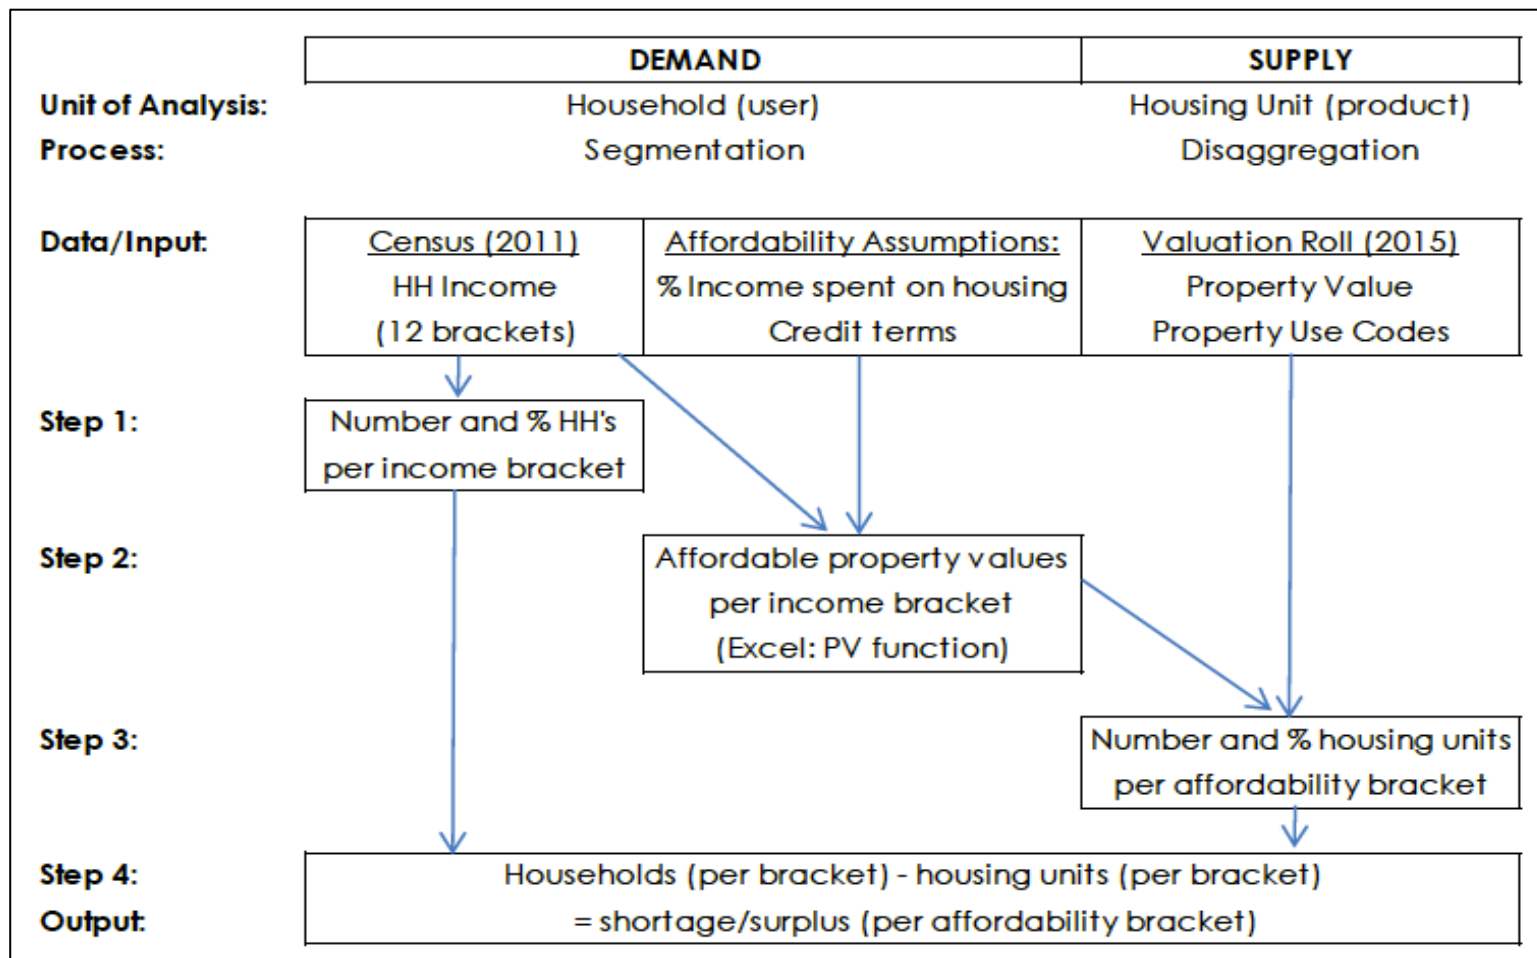 DEMAND SUPPLY
Unit of Analysis: Household (user) Housing Unit (product)
Process: Segmentation Disaggregation
Data/Input: Census (2011) Affordability Assumptions: Valuation Roll (2015)
HH Income % Income spent on housing Property Value
(12 brackets) Credit terms Property Use Codes
Step 1: Number and % HH's
per income bracket
Step 2: Affordable property values
per income bracket
(Excel: PV function)
Step 3: Number and % housing units
per affordability bracket
Step 4: Households (per bracket) - housing units (per bracket)
Output: = shortage/surplus (per affordability bracket)